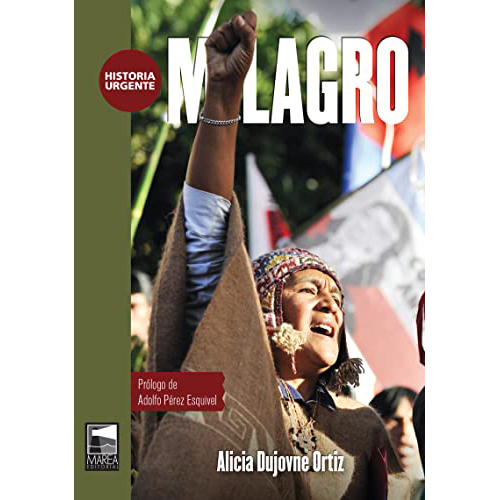 HISTORIA
URGENTE
MILAGRO
Prólogo de
Adolfo Pérez Esquivel
Alicia Dujovne Ortiz
MAREA
EDITORIAL